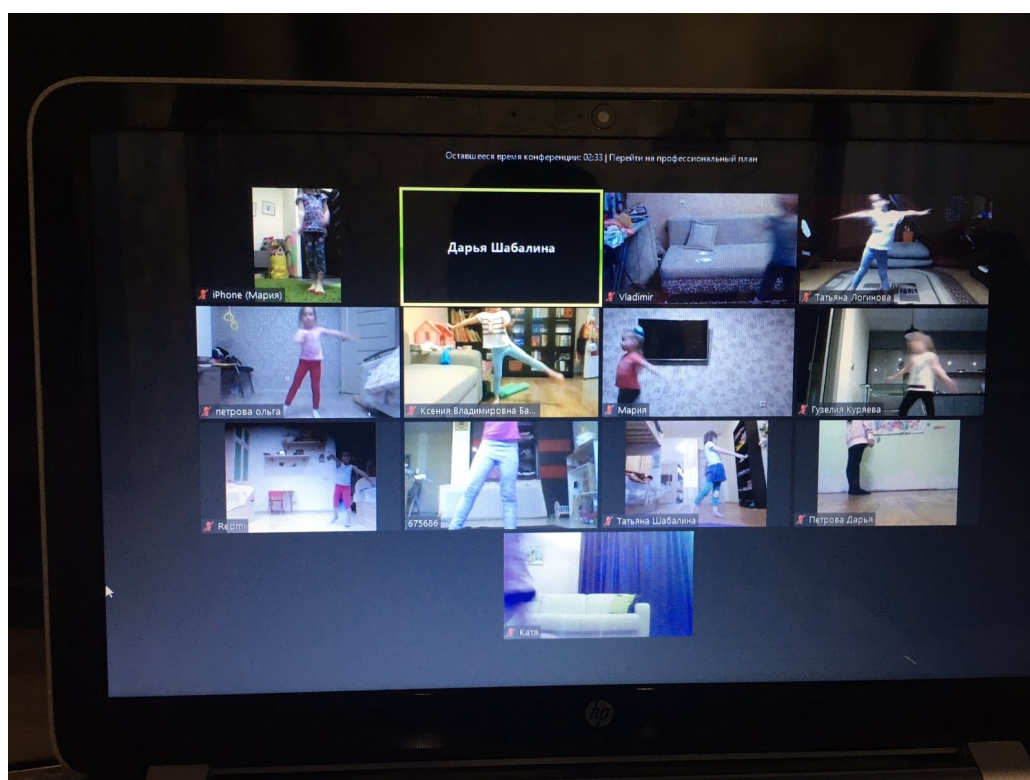 Оставшееся время конференции: 02:33 | Перейти на профессиональный план
iPhone (Мария)
Дарья Шабалина
Vladimir
Татьяна Логинова
петрова ольга
Ксения Владимировна Ба...
Мария
Гузелия Куряева
Redmi
675686
Татьяна Шабалина
Петрова Дарья
Катя
hp